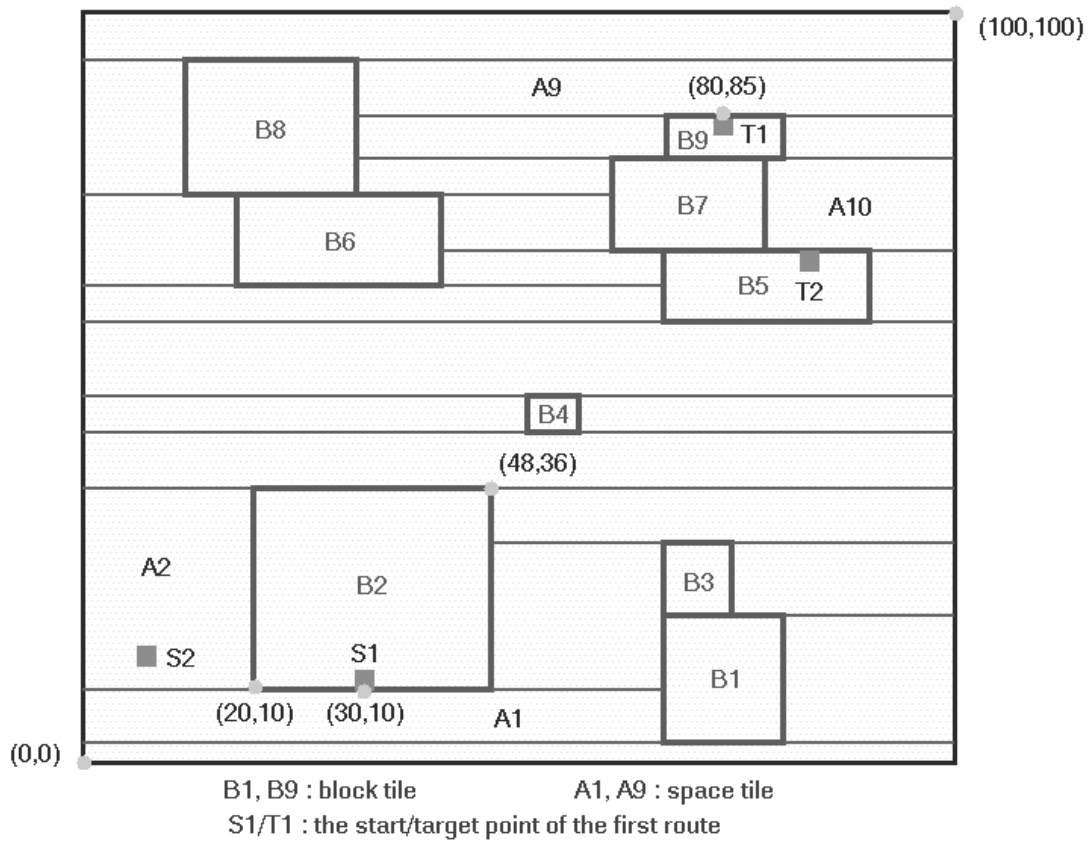 (100,100)
A9
(80,85)
B8
B9
T1
B7
A10
B6
B5
T2
B4
(48,36)
A2
B2
B3
S2
S1
B1
(20,10)
(30,10)
A1
(0,0)
B1, B9 : block tile
A1, A9 : space tile
S1/T1 : the start/target point of the first route